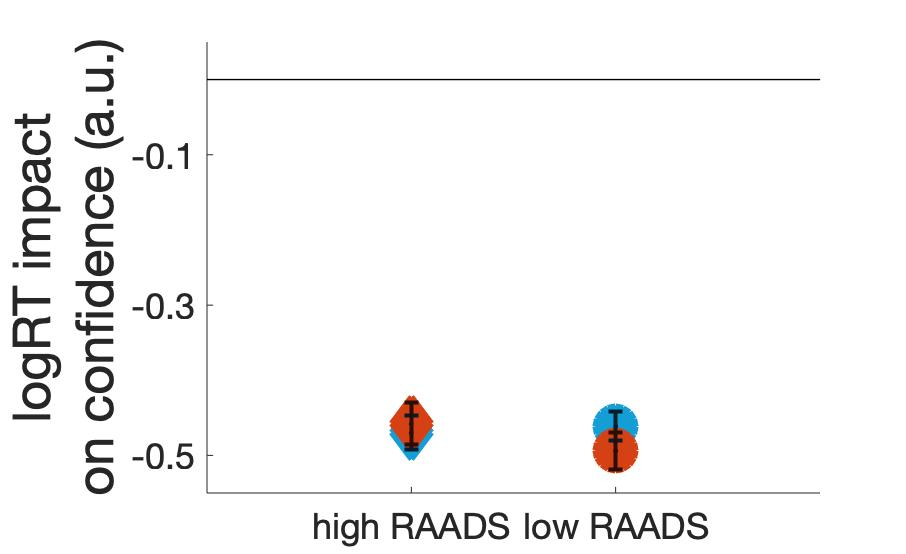 logRT impact
on confidence (a.u.)
-0.1
-0.3
-0.5
high RAADS low RAADS